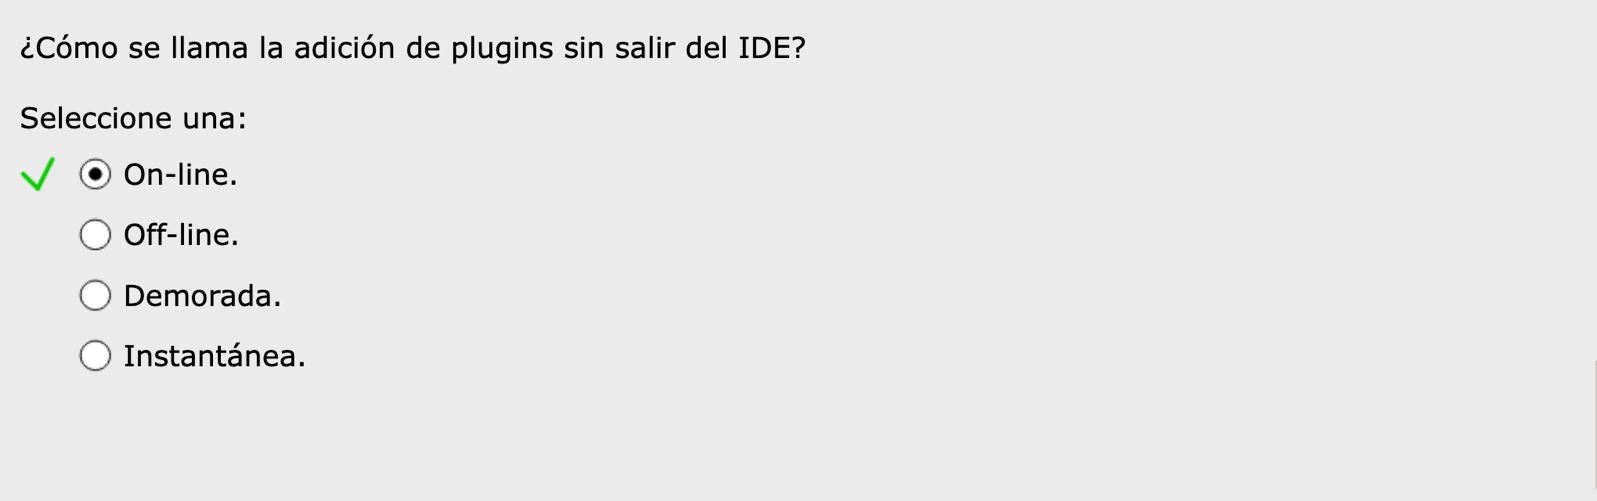 ¿Cómo se llama la adición de plugins sin salir del IDE?
Seleccione una:
On-line.
Off-line.
Demorada.
Instantánea.